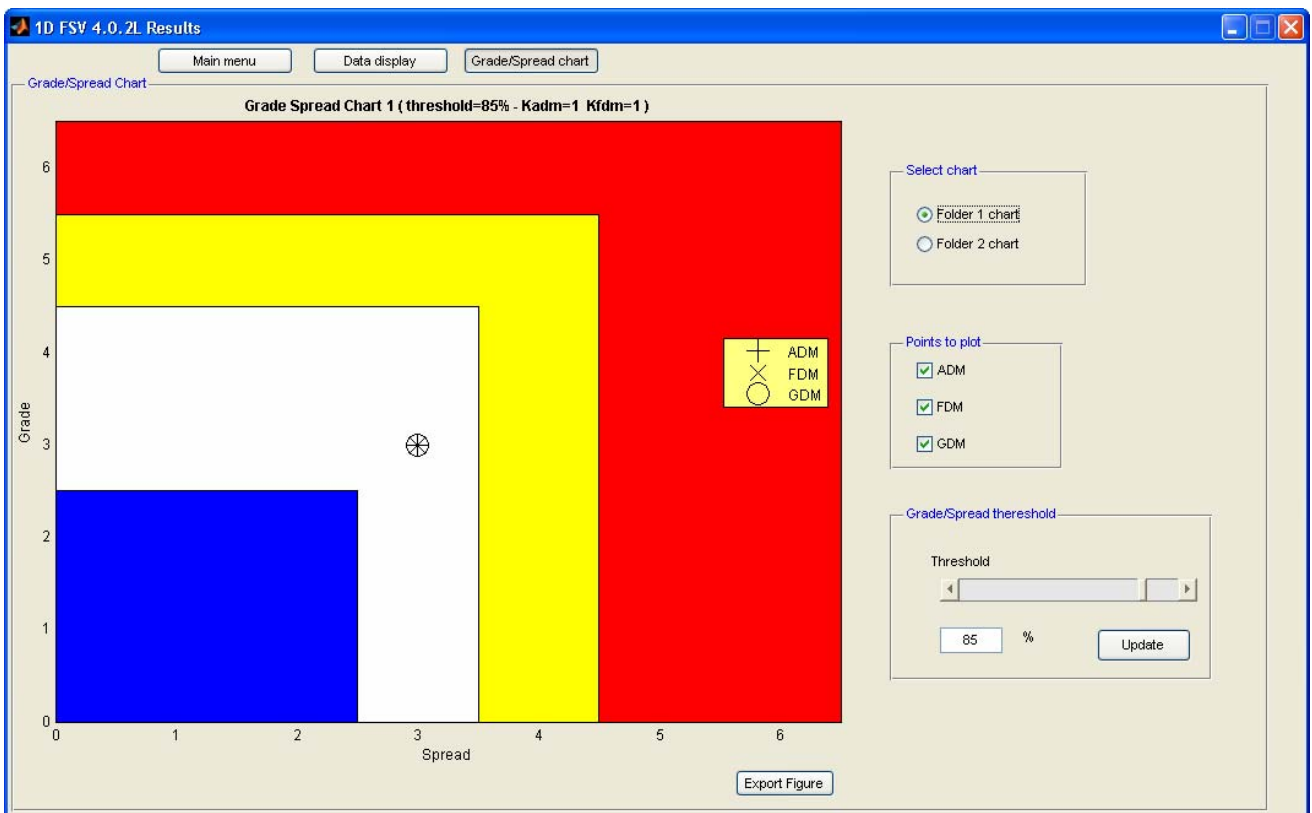 1D FSV 4.0.2L Results
Main menu Data display Grade/Spread chart
Grade/Spread Chart
Grade Spread Chart 1 ( threshold=85% - Kadm=1 Kfdm=1 )
6
5
4
3
2
1
0
Grade
0 1 2 3 4 5 6
Spread
ADM
FDM
GDM
Export Figure
Select chart
Folder 1 chart
Folder 2 chart
Points to plot
ADM
FDM
GDM
Grade/Spread thereshold
Threshold
85 %
Update